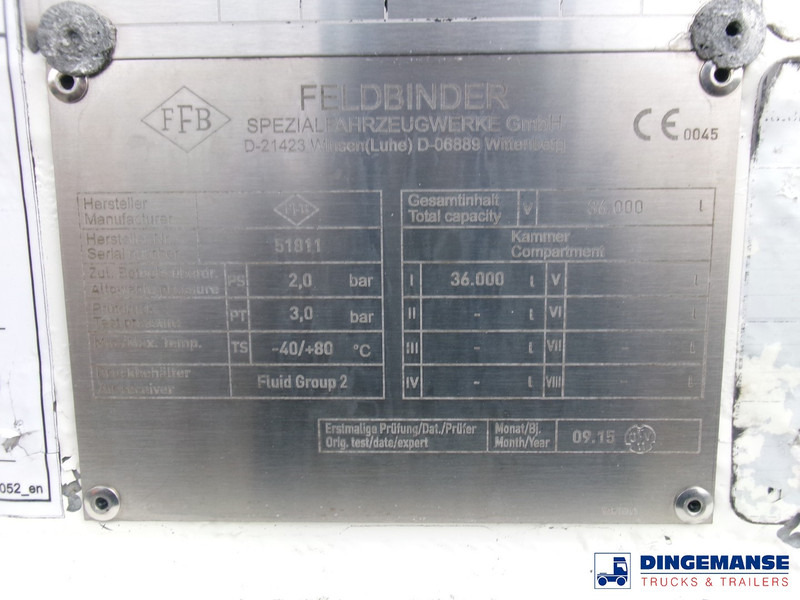 FFB
FELDBINDER
SPEZIALFAHRZEUGWERKE GmbH
D-21423 Winsen(Luhe) D-06889 Wittenberg
CE 0045
Hersteller
Manufacturer
FFB
Serial
51811
PS 2,0 bar
PT 3,0 bar
Temp. TS -40/+80 °C
Fluid Group 2
Gesamtinhalt V 36.000 l
Total capacity
Kammer
Compartment
I 36.000 l V - l
II - l VI - l
III - l VII - l
IV - l VIII - l
Erstmalige Prüfung/Dat./Prüfer Monat/Bj. 09.15
Orig. test/date/expert Month/Year
052_en
DINGEMANSE
TRUCKS & TRAILERS